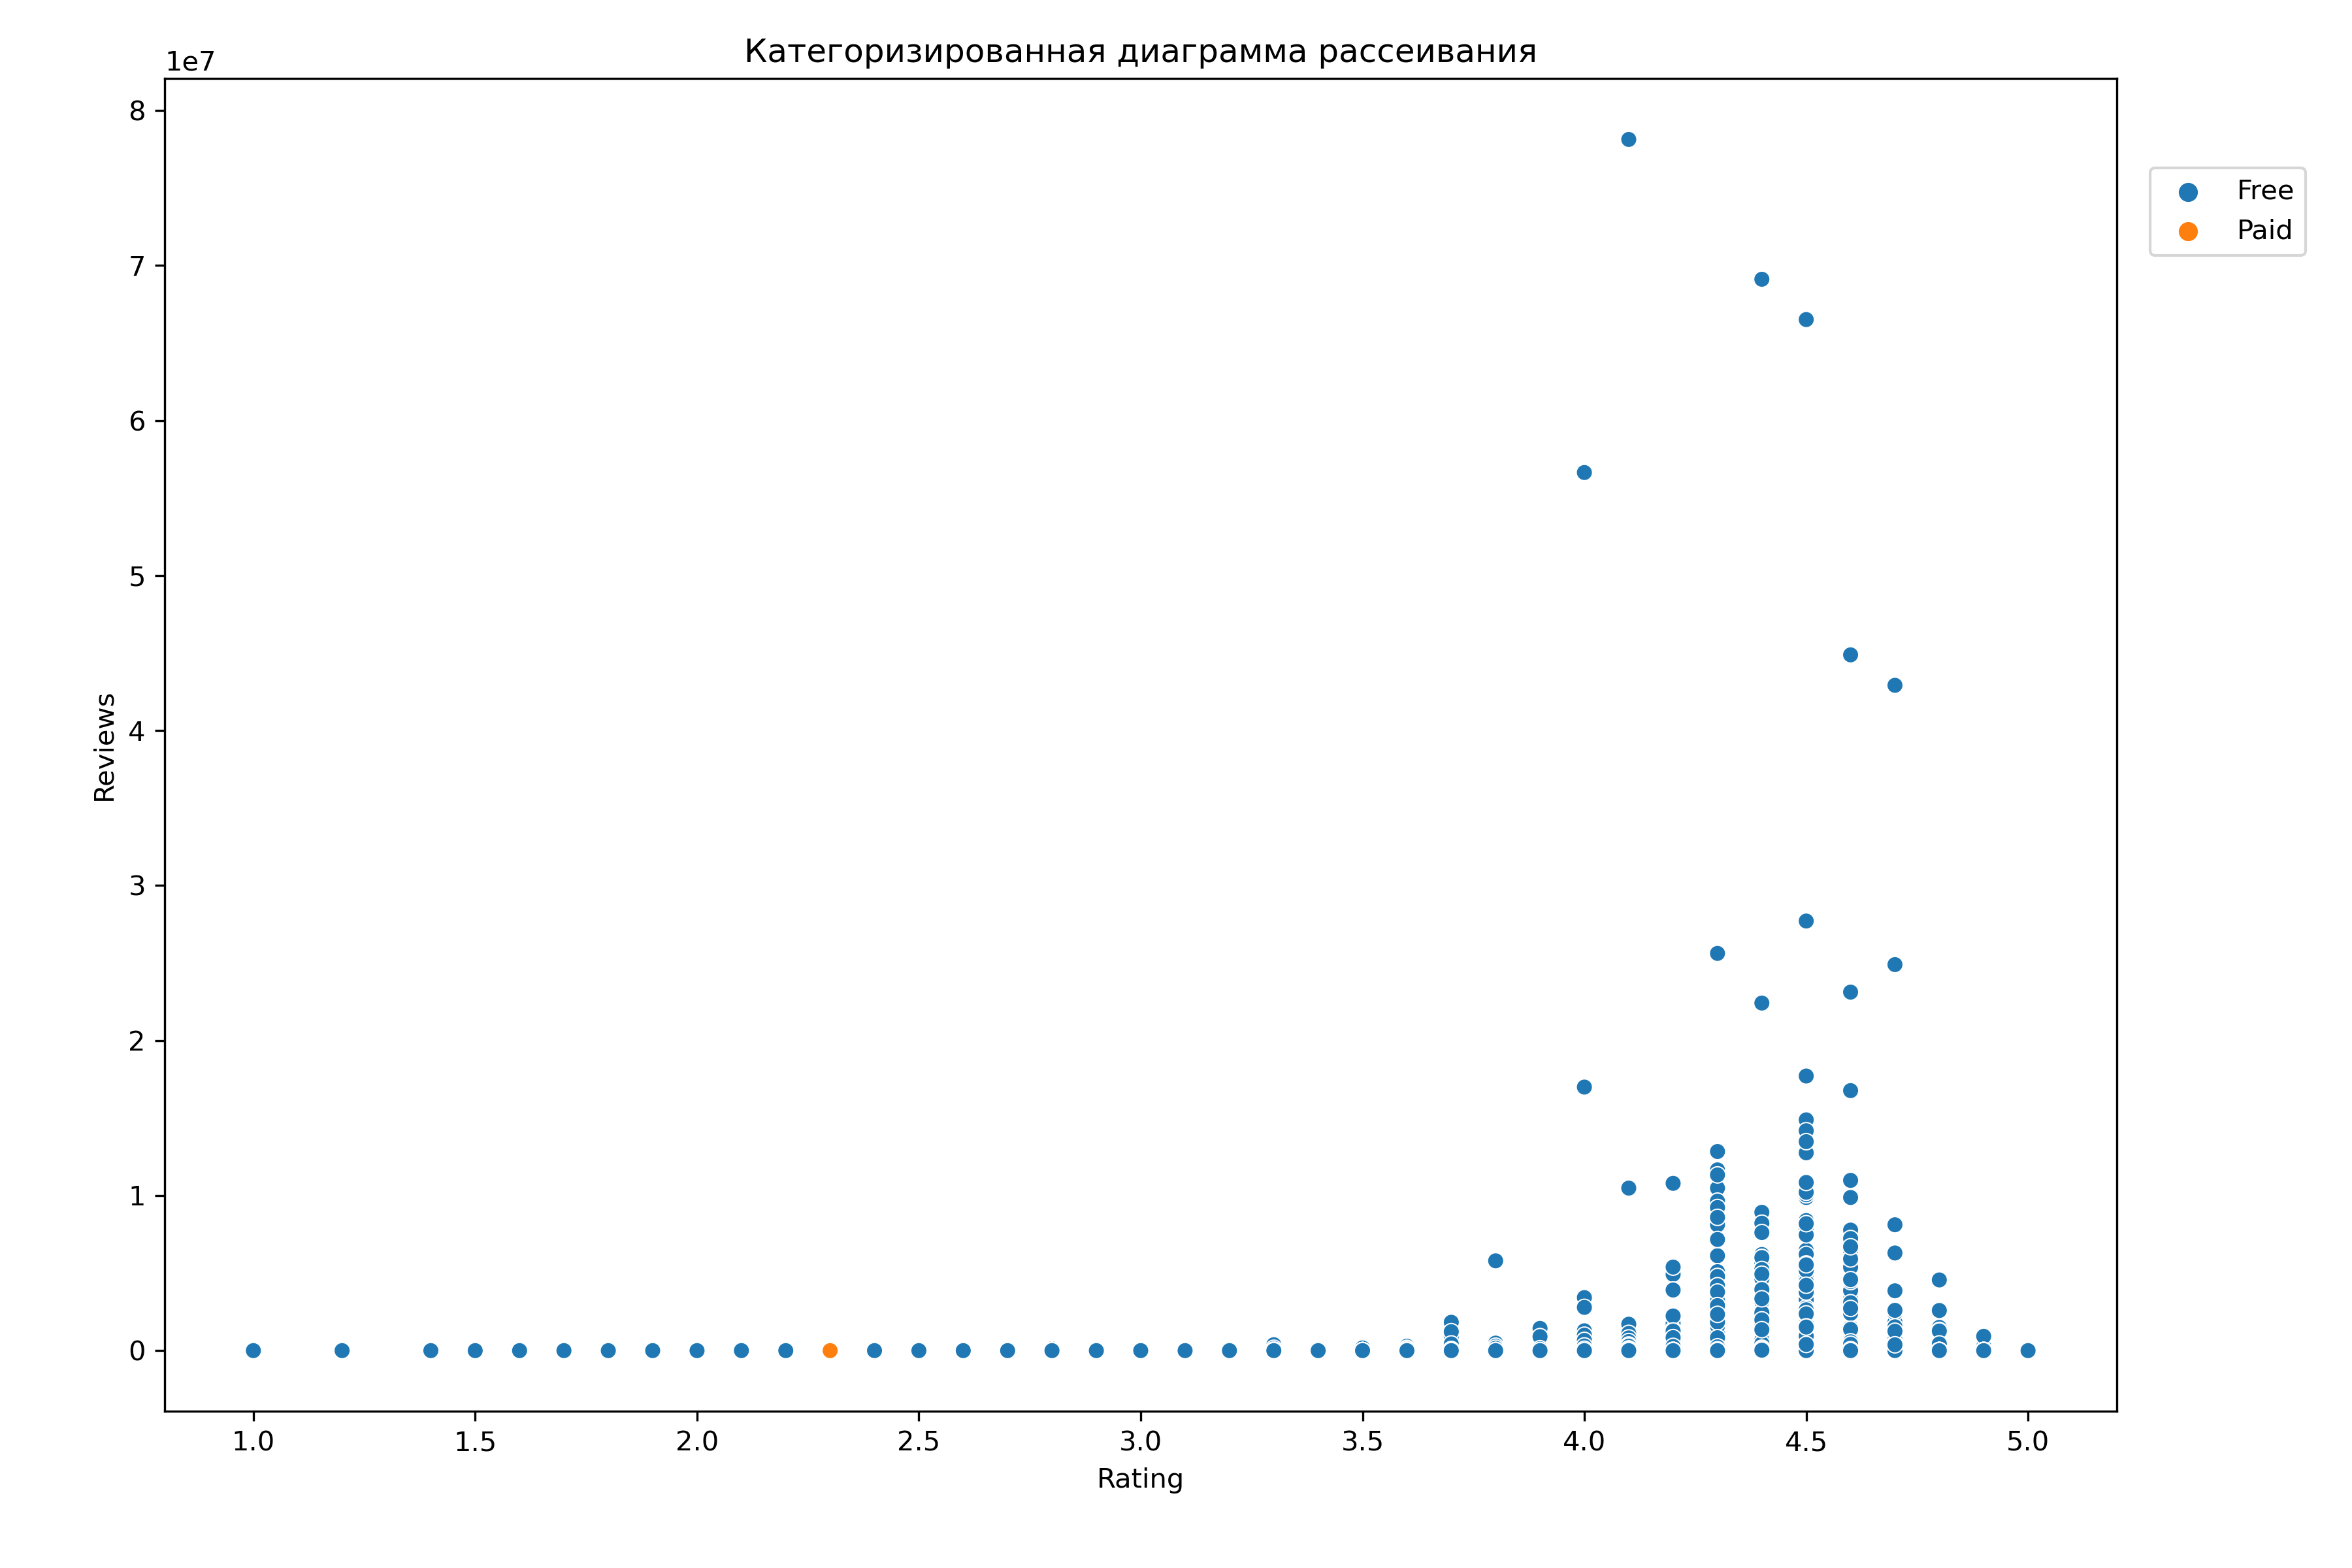 Категоризированная диаграмма рассеивания
1e7
8
7
6
5
4
3
2
1
0
Reviews
1.0 1.5 2.0 2.5 3.0 3.5 4.0 4.5 5.0
Rating
Free
Paid